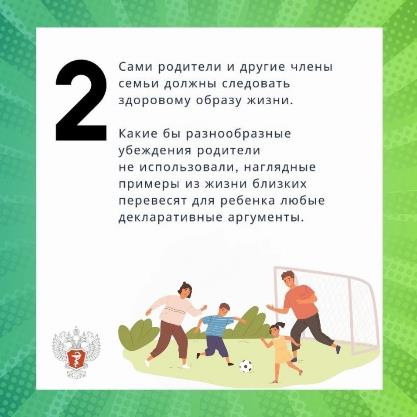 2
Сами родители и другие члены
семьи должны следовать
здоровому образу жизни.
Какие бы разнообразные
убеждения родители
не использовали, наглядные
примеры из жизни близких
перевесят для ребенка любые
декларативные аргументы.